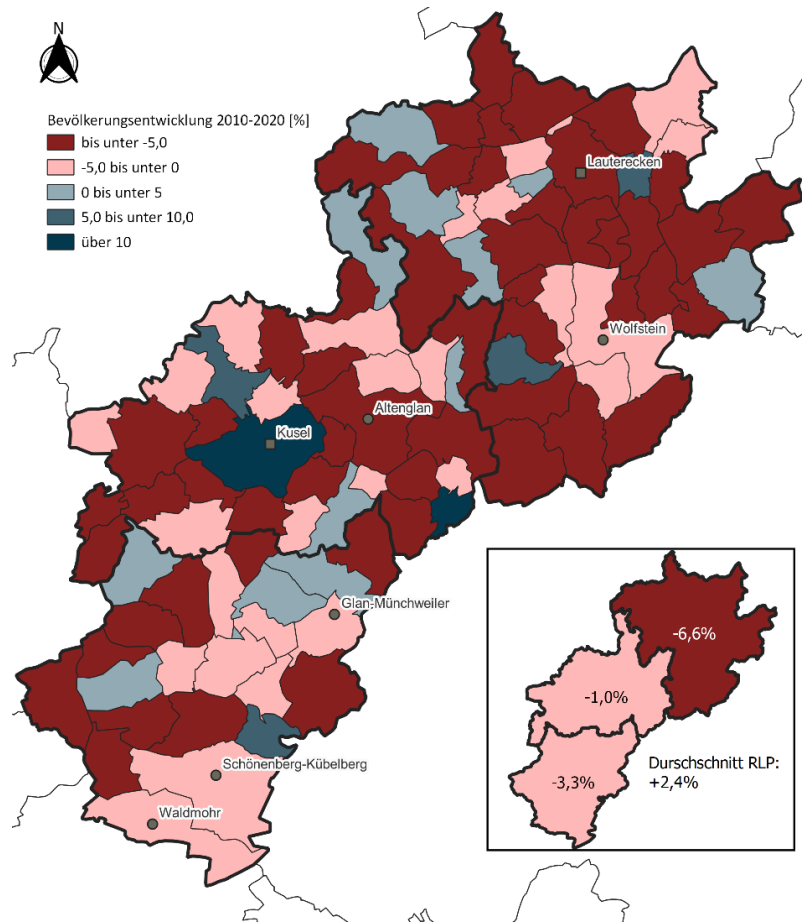 N
Bevölkerungsentwicklung 2010-2020 [%]
bis unter -5,0
-5,0 bis unter 0
0 bis unter 5
5,0 bis unter 10,0
über 10
Lauterecken
Wolfstein
Altenglan
Kusel
Glan-Münchweiler
Schönenberg-Kübelberg
Waldmohr
-6,6%
-1,0%
-3,3%
Durschschnitt RLP:
+2,4%